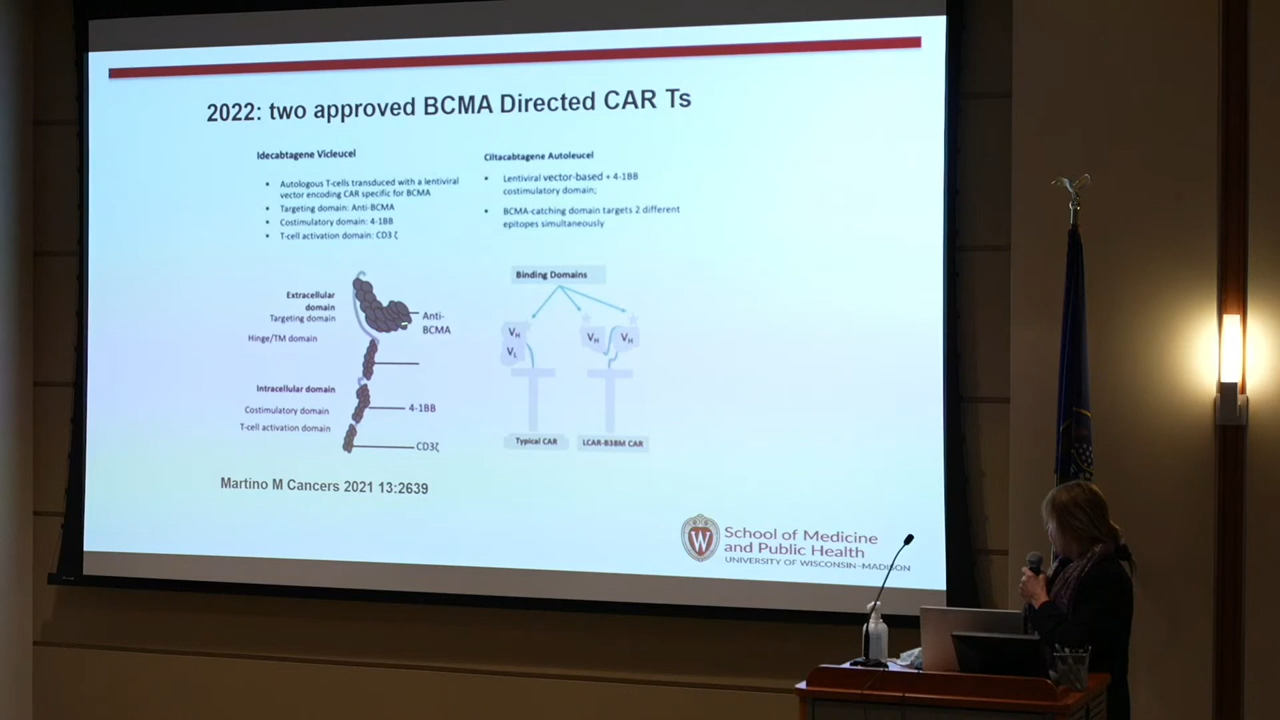 2022: two approved BCMA Directed CAR Ts
Idecabtagene Vicleucel
• Autologous T-cells transduced with a lentiviral
vector encoding CAR specific for BCMA
• Targeting domain: Anti-BCMA
• Costimulatory domain: 4-1BB
• T-cell activation domain: CD3 ζ
Ciltacabtagene Autoleucel
• Lentiviral vector-based + 4-1BB
costimulatory domain;
• BCMA-catching domain targets 2 different
epitopes simultaneously
Extracellular
domain
Targeting domain
Hinge/TM domain
Intracellular domain
Costimulatory domain
T-cell activation domain
Anti-
BCMA
4-1BB
CD3ζ
Binding Domains
VH
VL
VH
VH
Typical CAR
LCAR-B38M CAR
Martino M Cancers 2021 13:2639
W
School of Medicine
and Public Health
UNIVERSITY OF WISCONSIN–MADISON